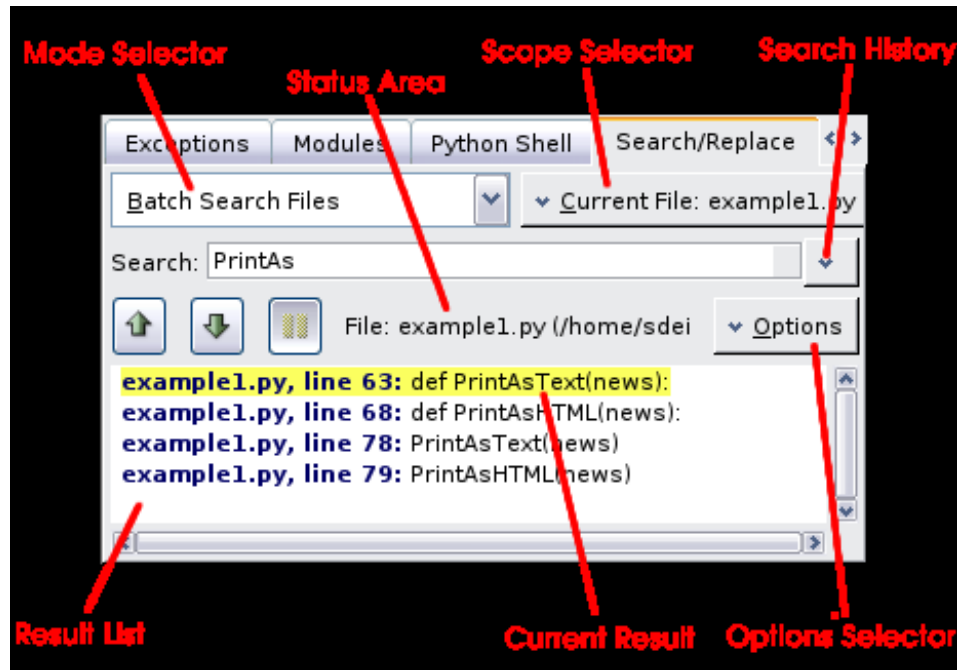 Mode Selector
Scope Selector
Search History
Status Area
Exceptions Modules Python Shell Search/Replace
Batch Search Files
Current File: example1.py
Search: PrintAs
File: example1.py (/home/sdei
Options
example1.py, line 63: def PrintAsText(news):
example1.py, line 68: def PrintAsHTML(news):
example1.py, line 78: PrintAsText(news)
example1.py, line 79: PrintAsHTML(news)
Result List
Current Result
Options Selector